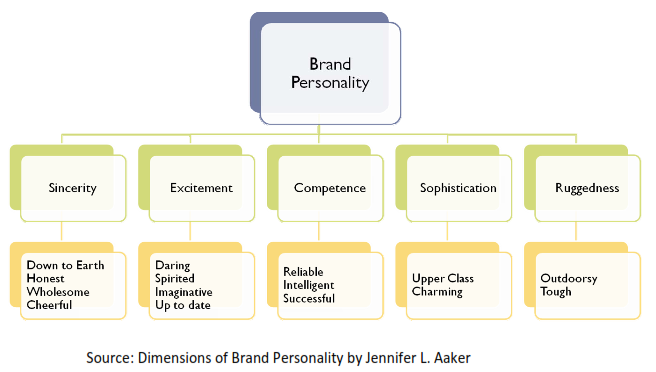 Brand
Personality
Sincerity
Excitement
Competence
Sophistication
Ruggedness
Down to Earth
Honest
Wholesome
Cheerful
Daring
Spirited
Imaginative
Up to date
Reliable
Intelligent
Successful
Upper Class
Charming
Outdoorsy
Tough
Source: Dimensions of Brand Personality by Jennifer L. Aaker